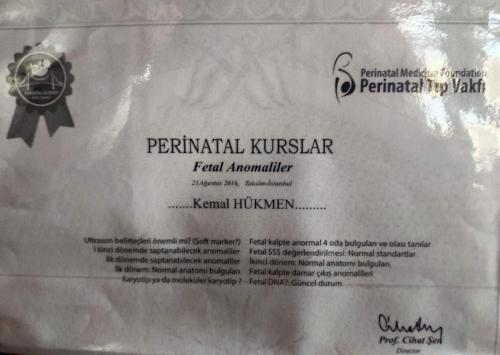 Perinatal Medicine Foundation
Perinatal Tıp Vakfı
PERİNATAL KURSLAR
Fetal Anomaliler
21Ağustos 2016, Taksim-İstanbul
.......Kemal HÜKMEN.........
Ultrason belirteçleri önemli mi? (Soft marker?)
İkinci dönemde saptanabilecek anomaliler
İlk dönemde saptanabilecek anomaliler
İlk dönem: Normal anatomi bulguları
Karyotip ya da moleküler karyotip ?
Fetal kalpte anormal 4 oda bulguları ve olası tanılar
Fetal SSS değerlendirilmesi: Normal standartlar
İkinci dönem: Normal anatomi bulguları
Fetal kalpte damar çıkış anomalileri
Fetal DNA?: Güncel durum
Prof. Cihat Şen
Director